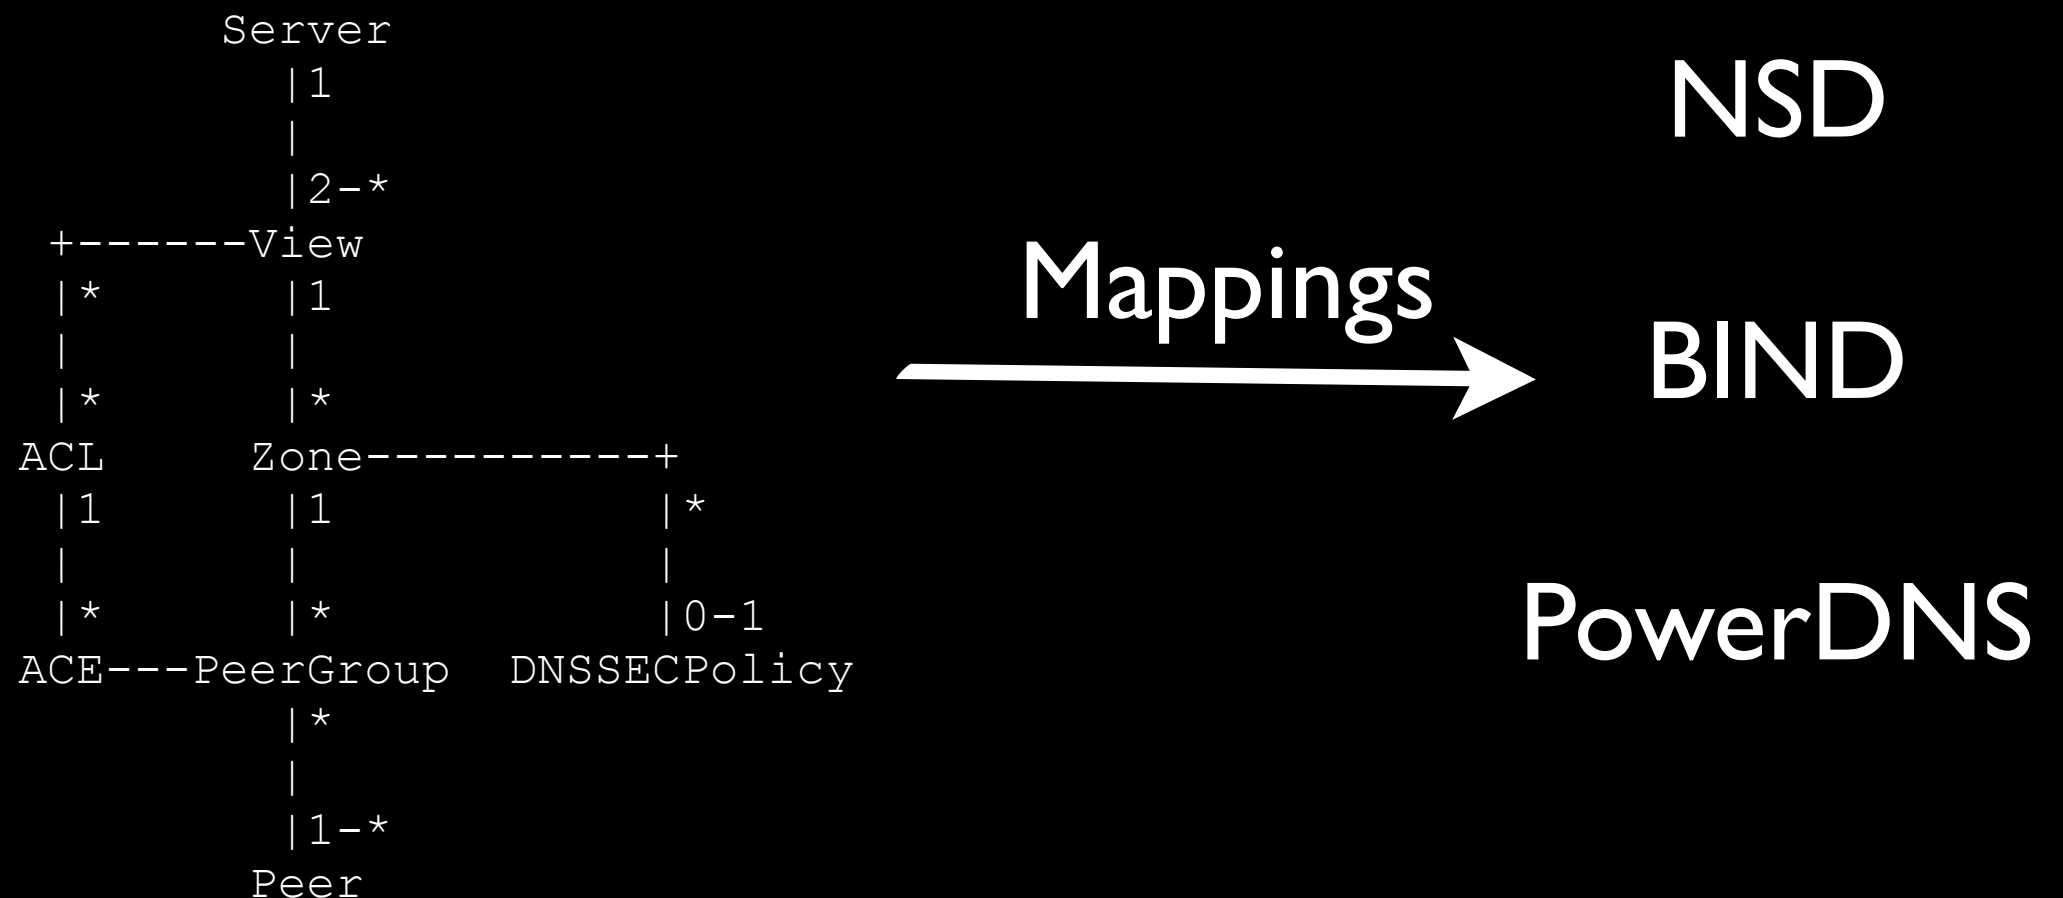 Server
         |1
         |
         |2-*
 +------View
 |*      |1
 |       |
 |*      |*
ACL     Zone----------+
 |1      |1           |*
 |       |            |
 |*      |*           |0-1
ACE---PeerGroup  DNSSECPolicy
         |*
         |
         |1-*
        Peer
Mappings
NSD
BIND
PowerDNS